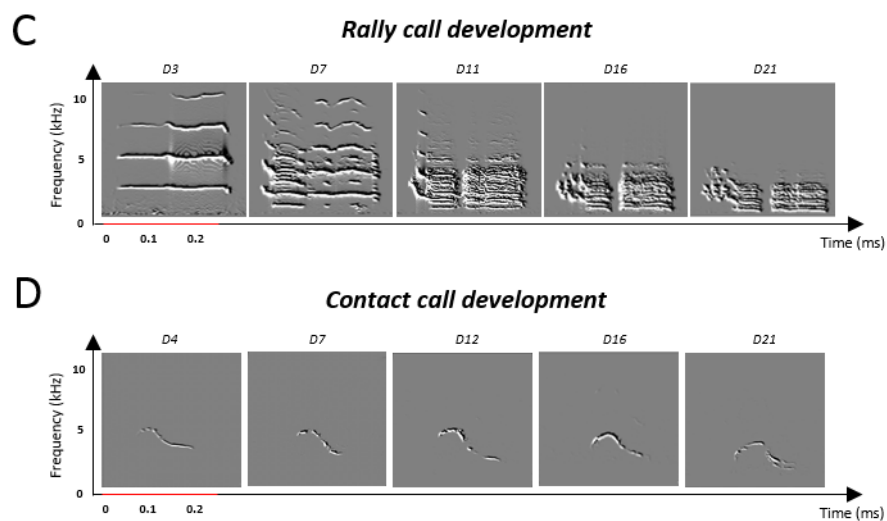 C
Rally call development
D3 D7 D11 D16 D21
Frequency (kHz)
10
5
0
0 0.1 0.2
Time (ms)
D
Contact call development
D4 D7 D12 D16 D21
Frequency (kHz)
10
5
0
0 0.1 0.2
Time (ms)